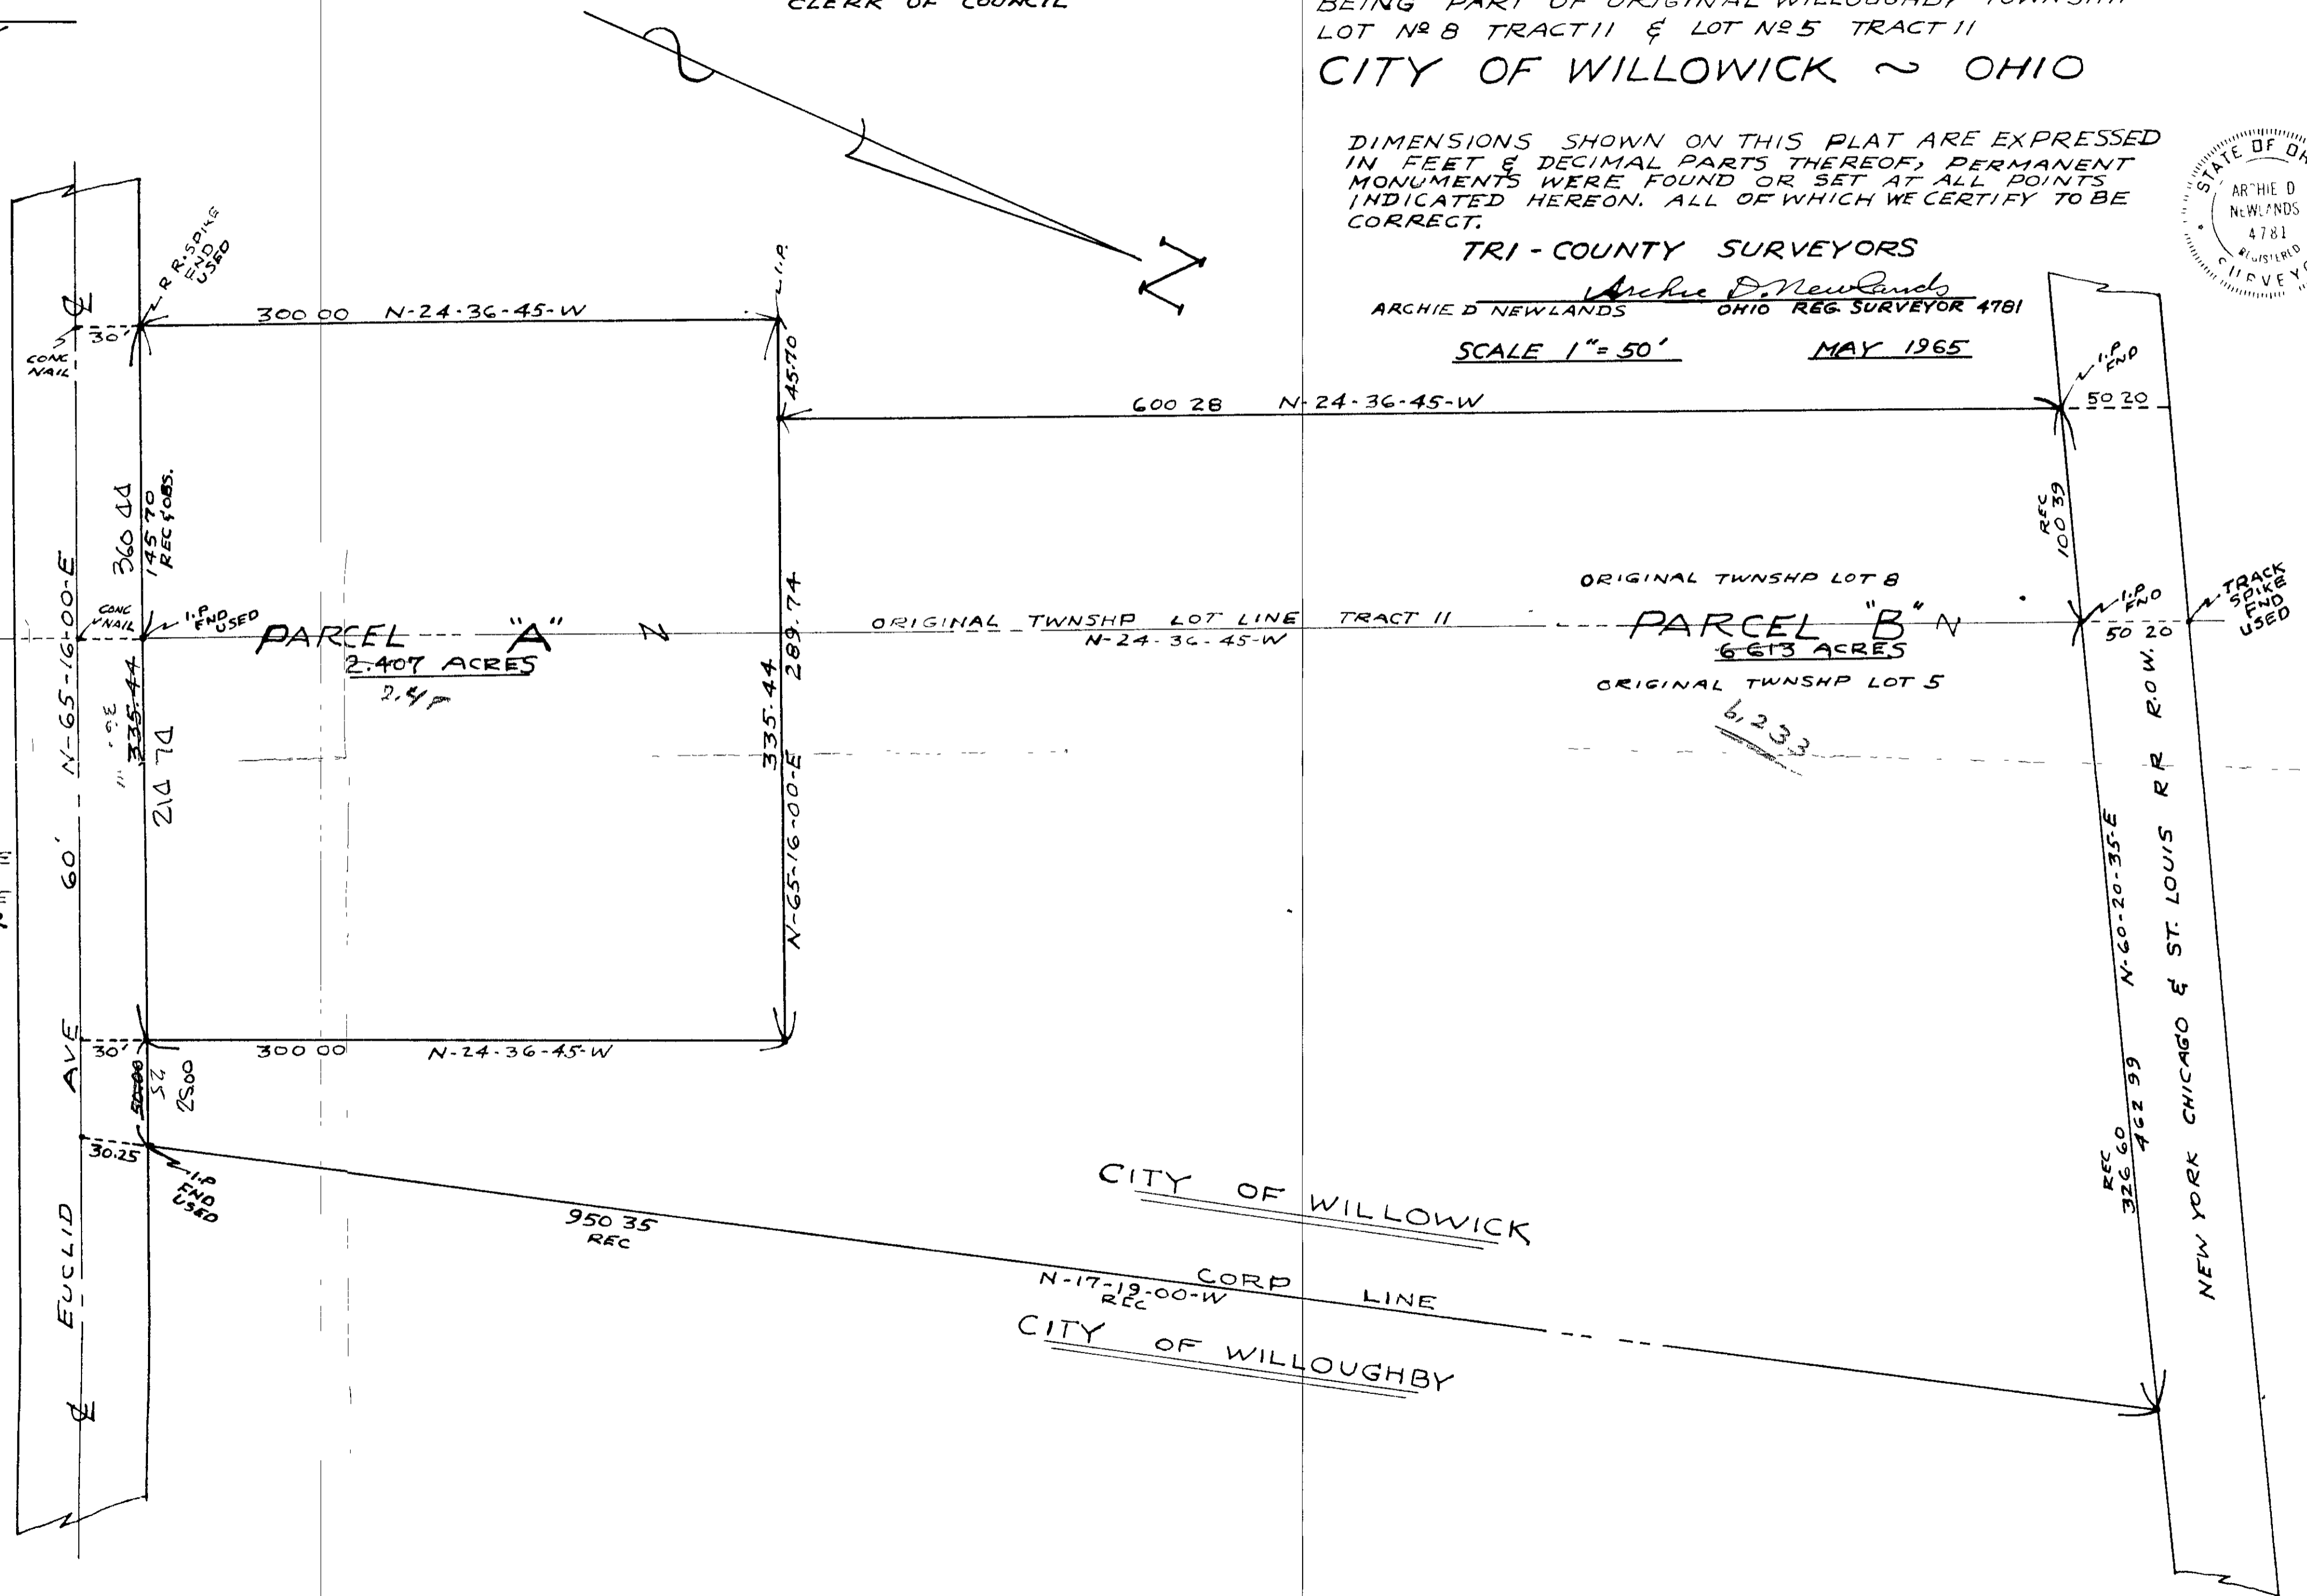 CLERK OF COUNCIL
BEING PART OF ORIGINAL WILLOUGHBY TOWNSHIP
LOT Nº 8 TRACT 11 & LOT Nº 5 TRACT 11
CITY OF WILLOWICK ~ OHIO
DIMENSIONS SHOWN ON THIS PLAT ARE EXPRESSED
IN FEET & DECIMAL PARTS THEREOF; PERMANENT
MONUMENTS WERE FOUND OR SET AT ALL POINTS
INDICATED HEREON. ALL OF WHICH WE CERTIFY TO BE
CORRECT.
TRI-COUNTY SURVEYORS
Archie D. Newlands
ARCHIE D NEWLANDS OHIO REG. SURVEYOR 4781
SCALE 1"= 50' MAY 1965
STATE OF OH
ARCHIE D
NEWLANDS
4781
REGISTERED
SURVEYO
N
R R. SPIKE
FND
USED
℄
30'
CONC
NAIL
300 00 N-24-36-45-W
I.P.
45.70
600 28 N-24-36-45-W
I.P
FND
50 20
REC
100 39
360 44
145 70
REC & OBS.
N-65-16-00-E
CONC
NAIL
I.P
FND
USED
PARCEL "A" N
2.407 ACRES
335.44
214 74
335.44 289.74
N-65-16-00-E
ORIGINAL TWNSHP LOT LINE TRACT 11
N-24-36-45-W
ORIGINAL TWNSHP LOT 8
PARCEL "B" N
6 613 ACRES
ORIGINAL TWNSHP LOT 5
6.233
I.P
FND
50 20
TRACK
SPIKE
FND
USED
60'
EUCLID AVE
30'
300 00 N-24-36-45-W
50.00
25
25.00
30.25
I.P
FND
USED
950 35
REC
N-17-19-00-W
REC
CITY OF WILLOWICK
CORP LINE
CITY OF WILLOUGHBY
N-60-20-35-E
462 99
REC
326 60
NEW YORK CHICAGO & ST. LOUIS RR R.O.W.
℄